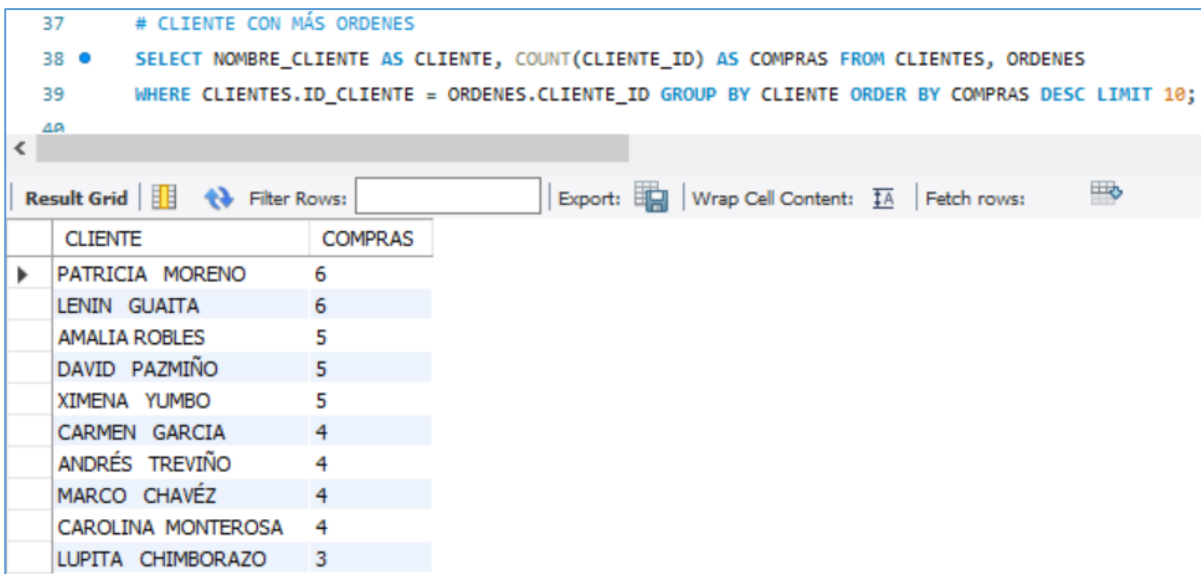 37 # CLIENTE CON MÁS ORDENES
38 SELECT NOMBRE_CLIENTE AS CLIENTE, COUNT(CLIENTE_ID) AS COMPRAS FROM CLIENTES, ORDENES
39 WHERE CLIENTES.ID_CLIENTE = ORDENES.CLIENTE_ID GROUP BY CLIENTE ORDER BY COMPRAS DESC LIMIT 10;
40
Result Grid Filter Rows: Export: Wrap Cell Content: Fetch rows:
CLIENTE COMPRAS
PATRICIA MORENO 6
LENIN GUAITA 6
AMALIA ROBLES 5
DAVID PAZMIÑO 5
XIMENA YUMBO 5
CARMEN GARCIA 4
ANDRÉS TREVIÑO 4
MARCO CHAVÉZ 4
CAROLINA MONTEROSA 4
LUPITA CHIMBORAZO 3